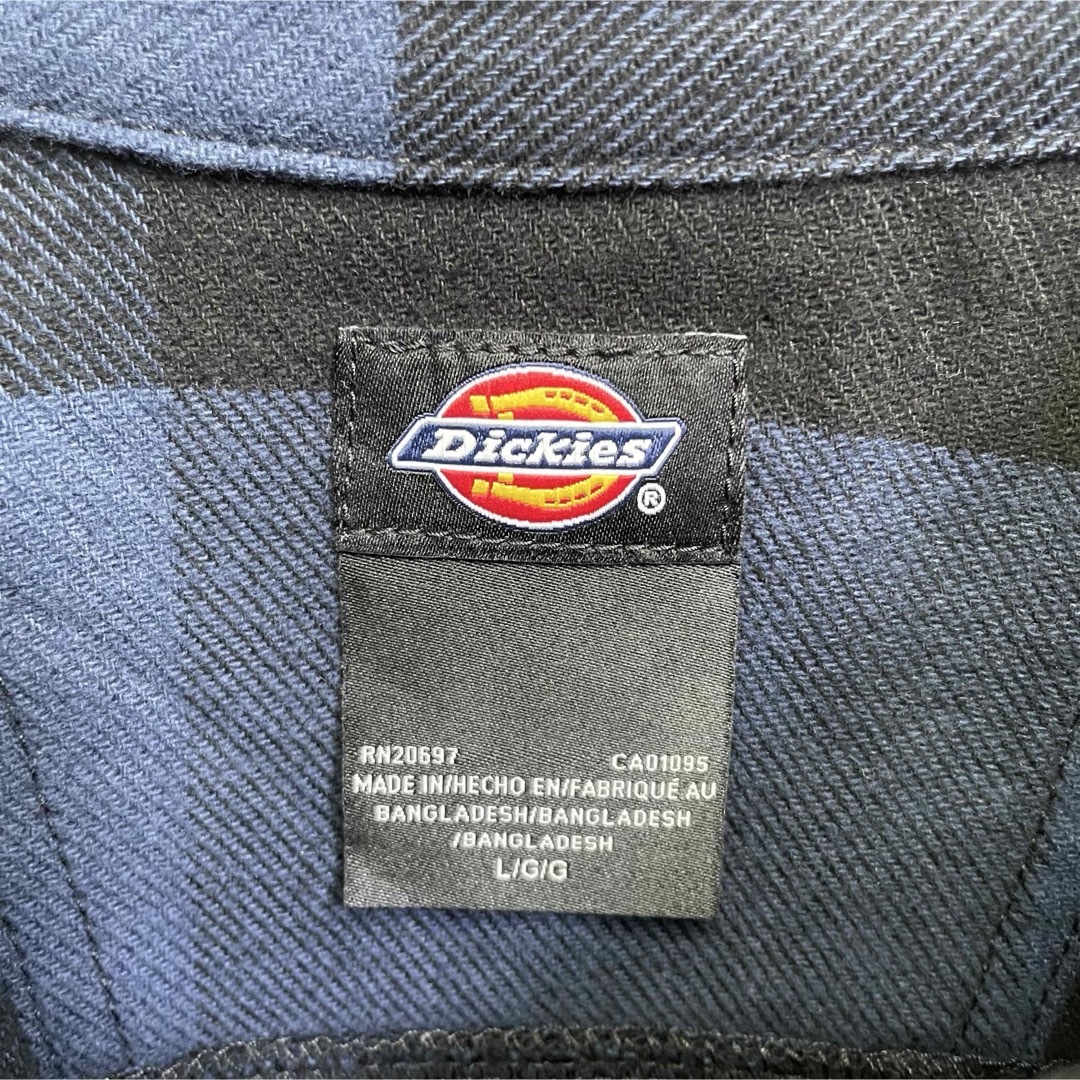 Dickies
®
RN20697 CA01095
MADE IN/HECHO EN/FABRIQUÉ AU
BANGLADESH/BANGLADESH
/BANGLADESH
L/G/G